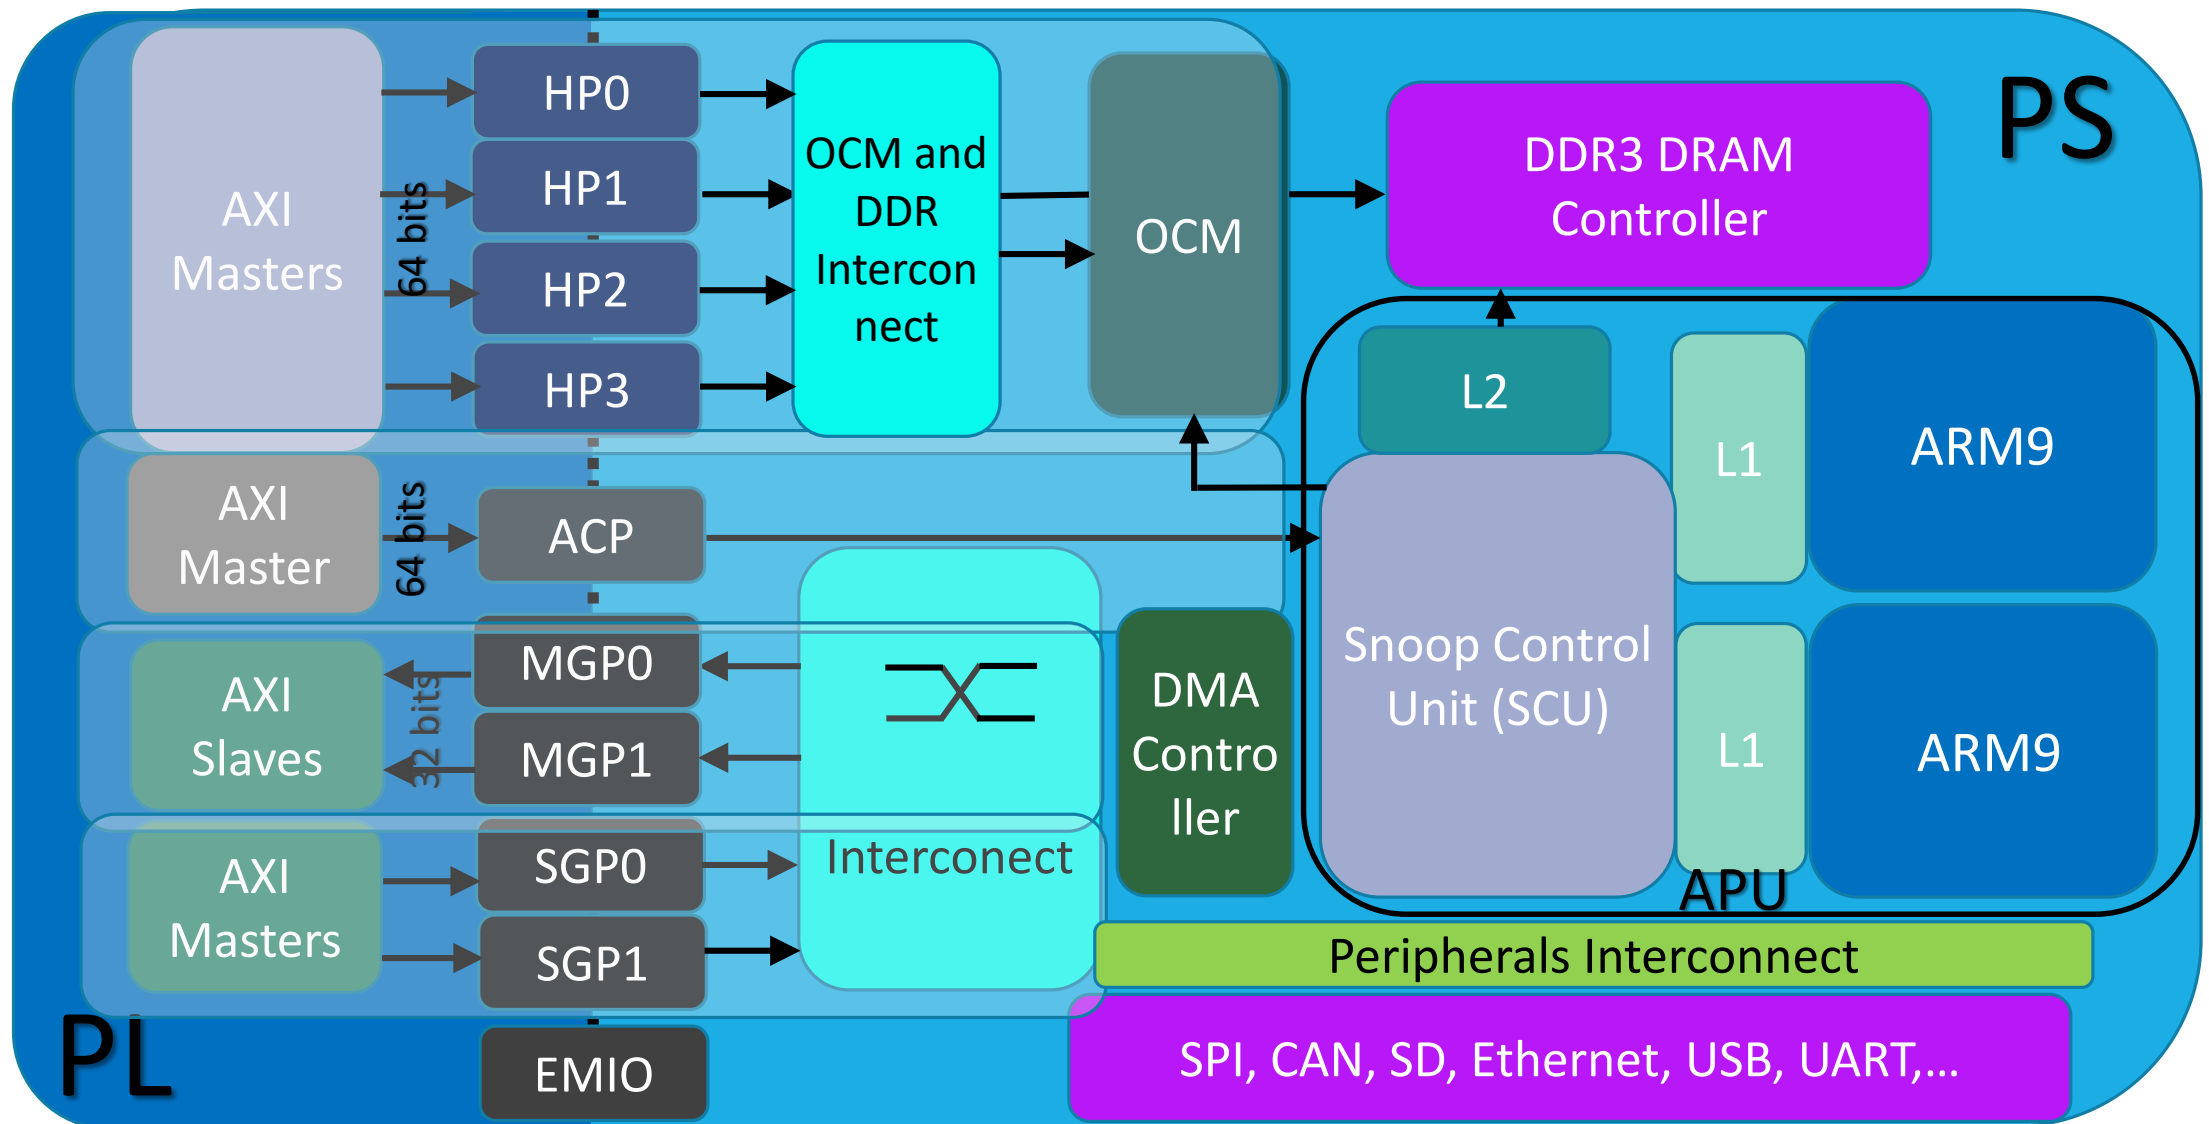 PS
HP0
HP1
HP2
HP3
AXI
Masters
64 bits
OCM and
DDR
Intercon
nect
OCM
DDR3 DRAM
Controller
L2
L1
ARM9
AXI
Master
64 bits
ACP
Snoop Control
Unit (SCU)
L1
ARM9
APU
AXI
Slaves
32 bits
MGP0
MGP1
DMA
Contro
ller
AXI
Masters
SGP0
SGP1
Interconect
Peripherals Interconnect
PL
EMIO
SPI, CAN, SD, Ethernet, USB, UART,...